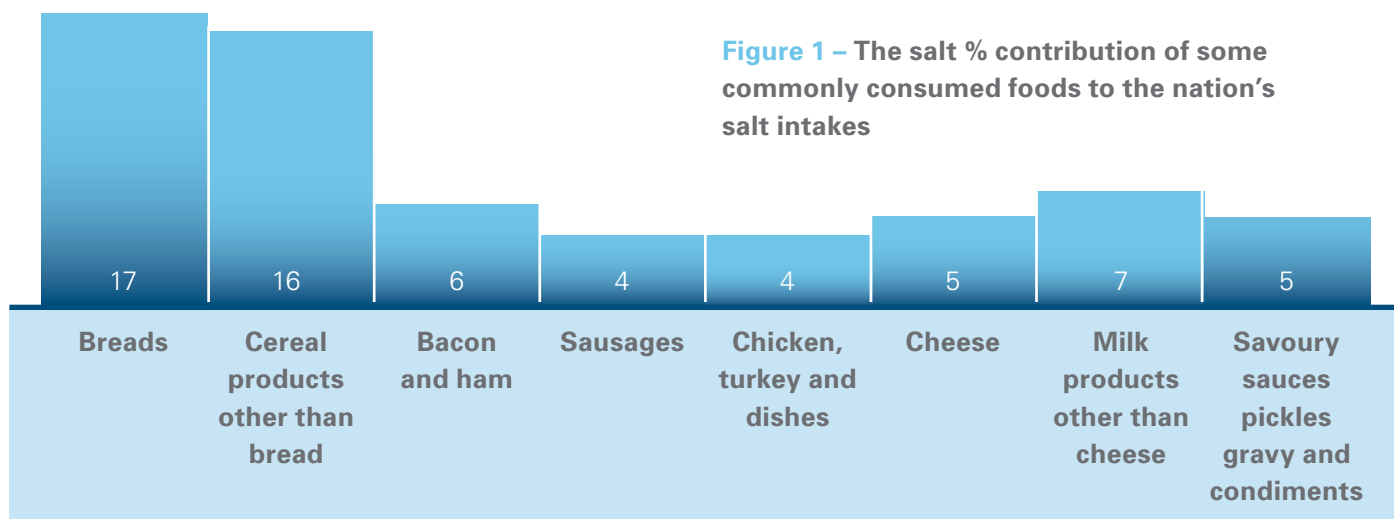 Figure 1 – The salt % contribution of some
commonly consumed foods to the nation's
salt intakes
17
16
6
4
4
5
7
5
Breads
Cereal
products
other than
bread
Bacon
and ham
Sausages
Chicken,
turkey and
dishes
Cheese
Milk
products
other than
cheese
Savoury
sauces
pickles
gravy and
condiments